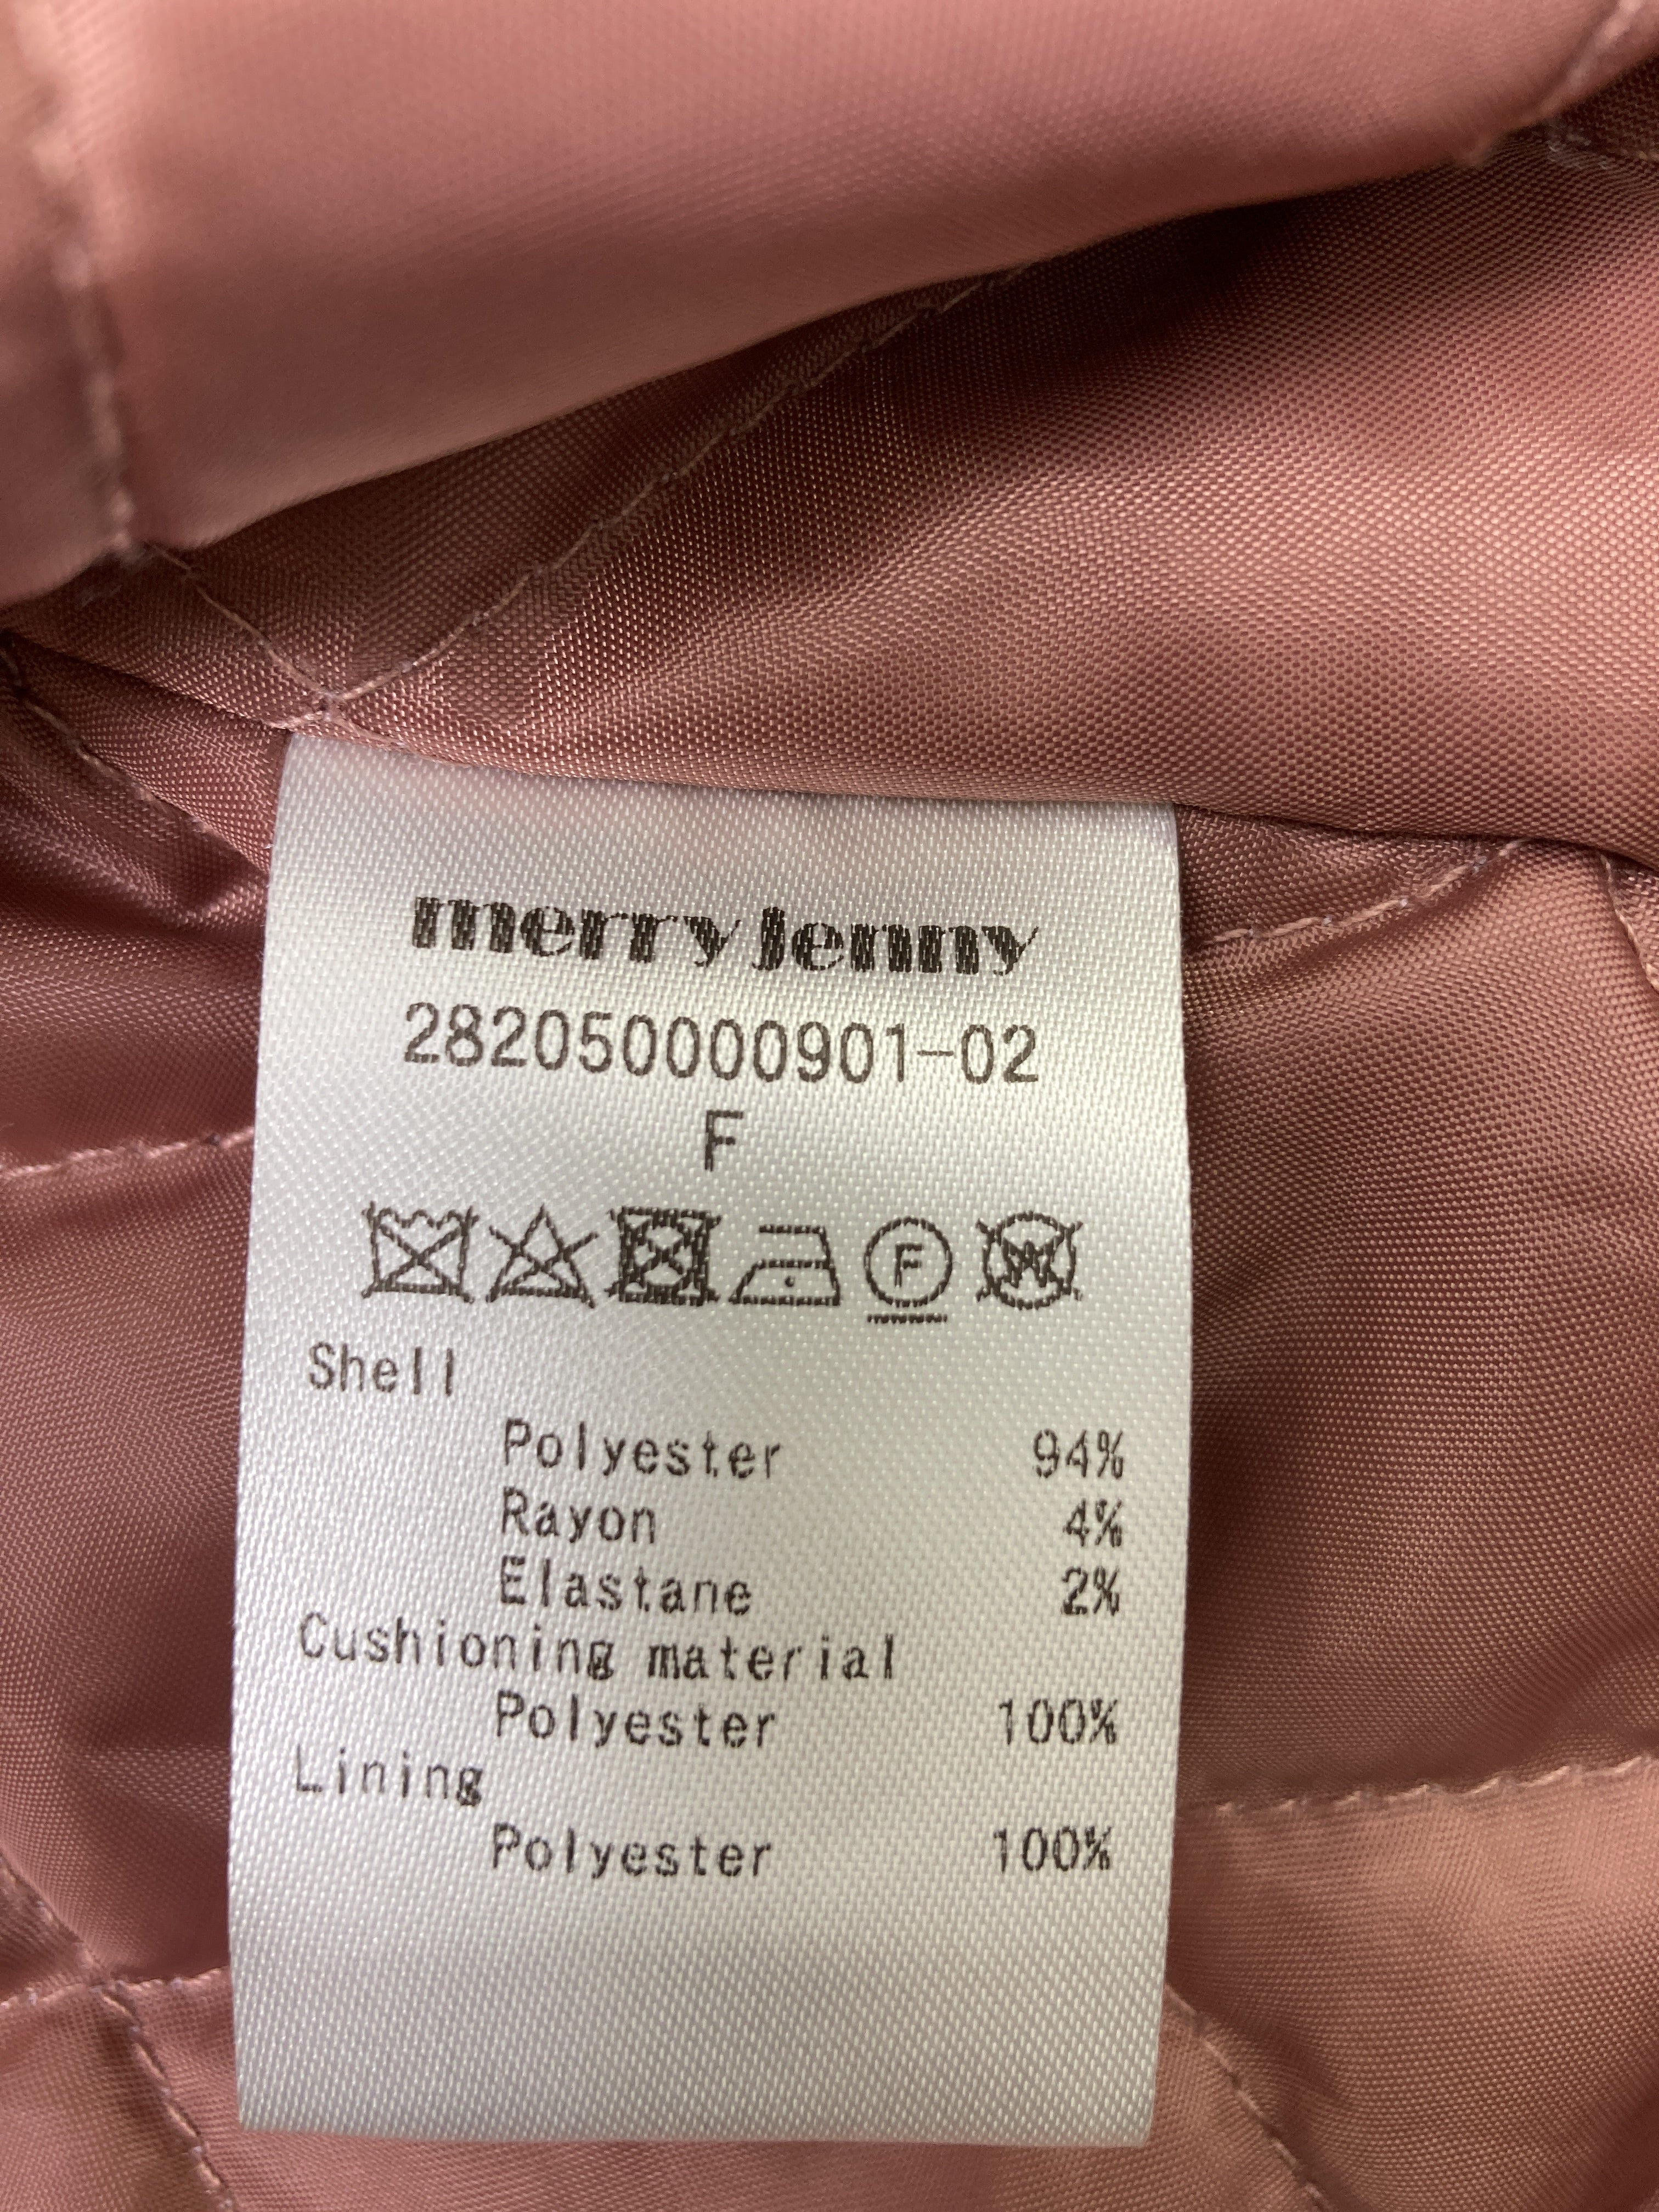 merry jenny
282050000901-02
F
F
W
Shell
Polyester 94%
Rayon 4%
Elastane 2%
Cushioning material
Polyester 100%
Lining
Polyester 100%